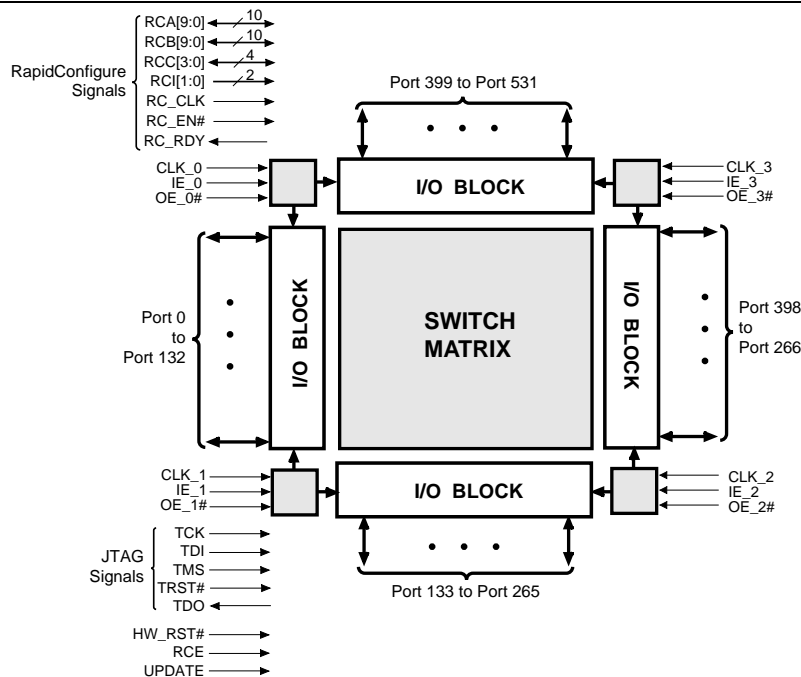 RCA[9:0] 10
RCB[9:0] 10
RCC[3:0] 4
RCI[1:0] 2
RC_CLK
RC_EN#
RC_RDY
RapidConfigure
Signals
Port 399 to Port 531
CLK_0
IE_0
OE_0#
I/O BLOCK
CLK_3
IE_3
OE_3#
Port 0
to
Port 132
I/O BLOCK
SWITCH
MATRIX
I/O BLOCK
Port 398
to
Port 266
CLK_1
IE_1
OE_1#
I/O BLOCK
CLK_2
IE_2
OE_2#
JTAG
Signals
TCK
TDI
TMS
TRST#
TDO
Port 133 to Port 265
HW_RST#
RCE
UPDATE